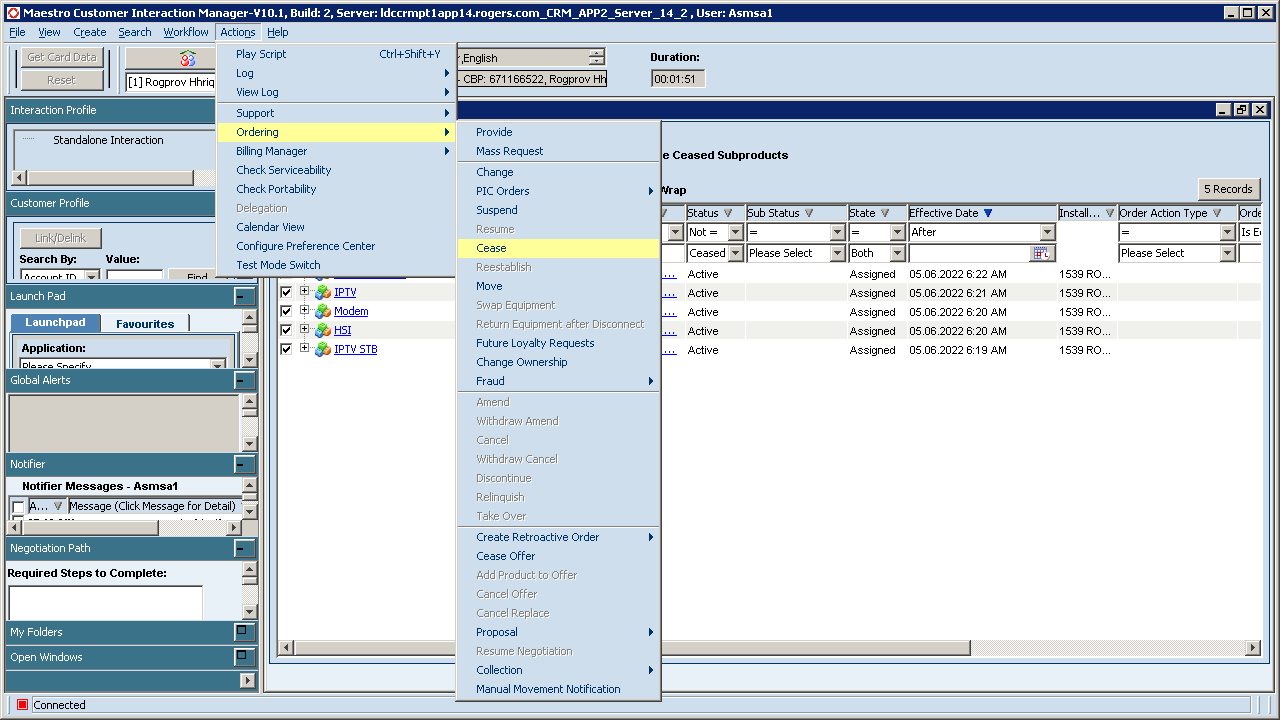 Maestro Customer Interaction Manager-V10.1, Build: 2, Server: ldccrmpt1app14.rogers.com_CRM_APP2_Server_14_2 , User: Asmsa1
File View Create Search Workflow Actions Help
Get Card Data
Reset
[1] Rogprov Hhriq
,English
- CBP: 671166522, Rogprov Hh
Duration:
00:01:51
Interaction Profile
Standalone Interaction
Customer Profile
Link/Delink
Search By: Value:
Account ID Find
Launch Pad
Launchpad Favourites
Application:
Please Specify
Global Alerts
Notifier
Notifier Messages - Asmsa1
A... Message (Click Message for Detail)
Negotiation Path
Required Steps to Complete:
My Folders
Open Windows
Connected
Play Script Ctrl+Shift+Y
Log
View Log
Support
Ordering
Billing Manager
Check Serviceability
Check Portability
Delegation
Calendar View
Configure Preference Center
Test Mode Switch
Provide
Mass Request
Change
PIC Orders
Suspend
Resume
Cease
Reestablish
Move
Swap Equipment
Return Equipment after Disconnect
Future Loyalty Requests
Change Ownership
Fraud
Amend
Withdraw Amend
Cancel
Withdraw Cancel
Discontinue
Relinquish
Take Over
Create Retroactive Order
Cease Offer
Add Product to Offer
Cancel Offer
Cancel Replace
Proposal
Resume Negotiation
Collection
Manual Movement Notification
e Ceased Subproducts
Wrap
5 Records
Status Sub Status State Effective Date Install... Order Action Type Orde
Not = = = After = Is E
Ceased Please Select Both Please Select
... Active Assigned 05.06.2022 6:22 AM 1539 RO...
IPTV ... Active Assigned 05.06.2022 6:21 AM 1539 RO...
Modem ... Active Assigned 05.06.2022 6:20 AM 1539 RO...
HSI ... Active Assigned 05.06.2022 6:20 AM 1539 RO...
IPTV STB ... Active Assigned 05.06.2022 6:19 AM 1539 RO...